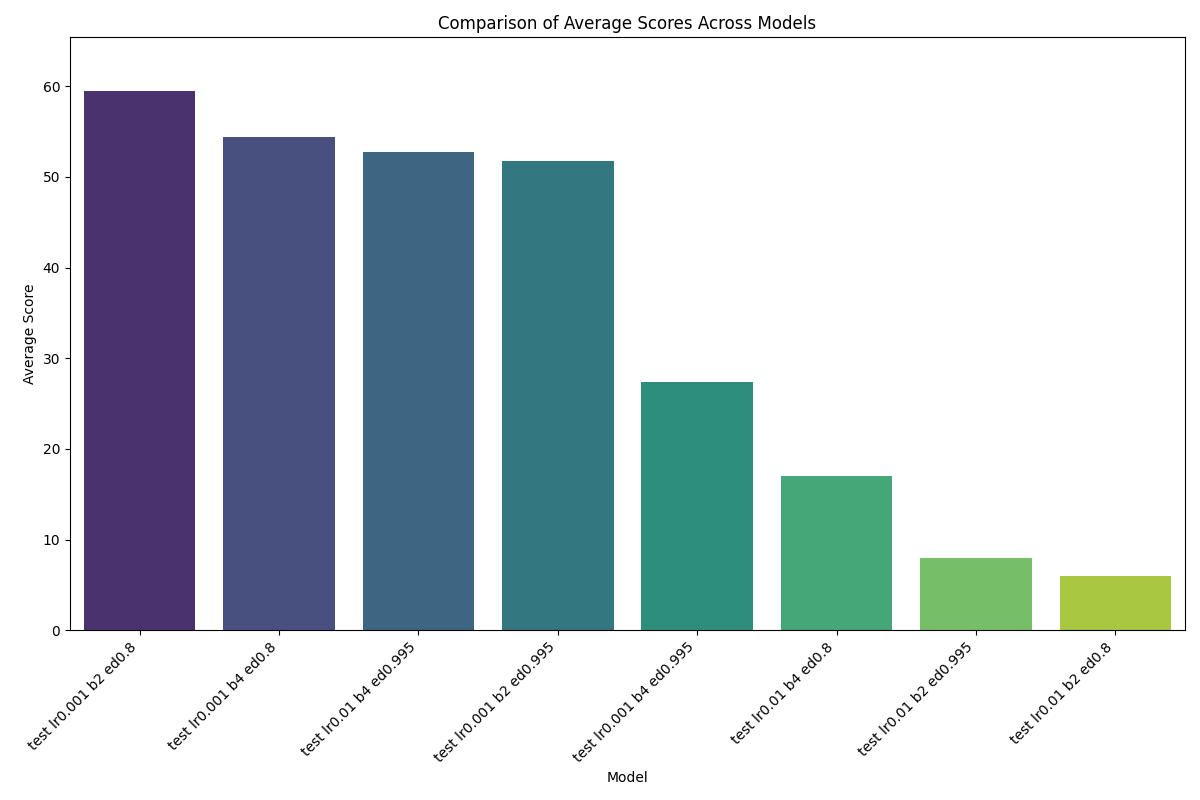 Comparison of Average Scores Across Models
Average Score
60
50
40
30
20
10
0
test lr0.001 b2 ed0.8
test lr0.001 b4 ed0.8
test lr0.01 b4 ed0.995
test lr0.001 b2 ed0.995
test lr0.001 b4 ed0.995
test lr0.01 b4 ed0.8
test lr0.01 b2 ed0.995
test lr0.01 b2 ed0.8
Model